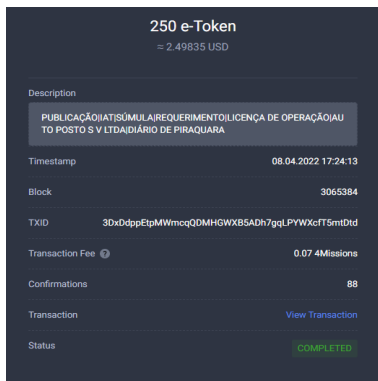 250 e-Token
≈ 2.49835 USD
Description
PUBLICAÇÃO|IAT|SÚMULA|REQUERIMENTO|LICENÇA DE OPERAÇÃO|AU
TO POSTO S V LTDA|DIÁRIO DE PIRAQUARA
Timestamp 08.04.2022 17:24:13
Block 3065384
TXID 3DxDdppEtpMWmcqQDMHGWXB5ADh7gqLPYWXcfT5mtDtd
Transaction Fee ? 0.07 4Missions
Confirmations 88
Transaction View Transaction
Status COMPLETED